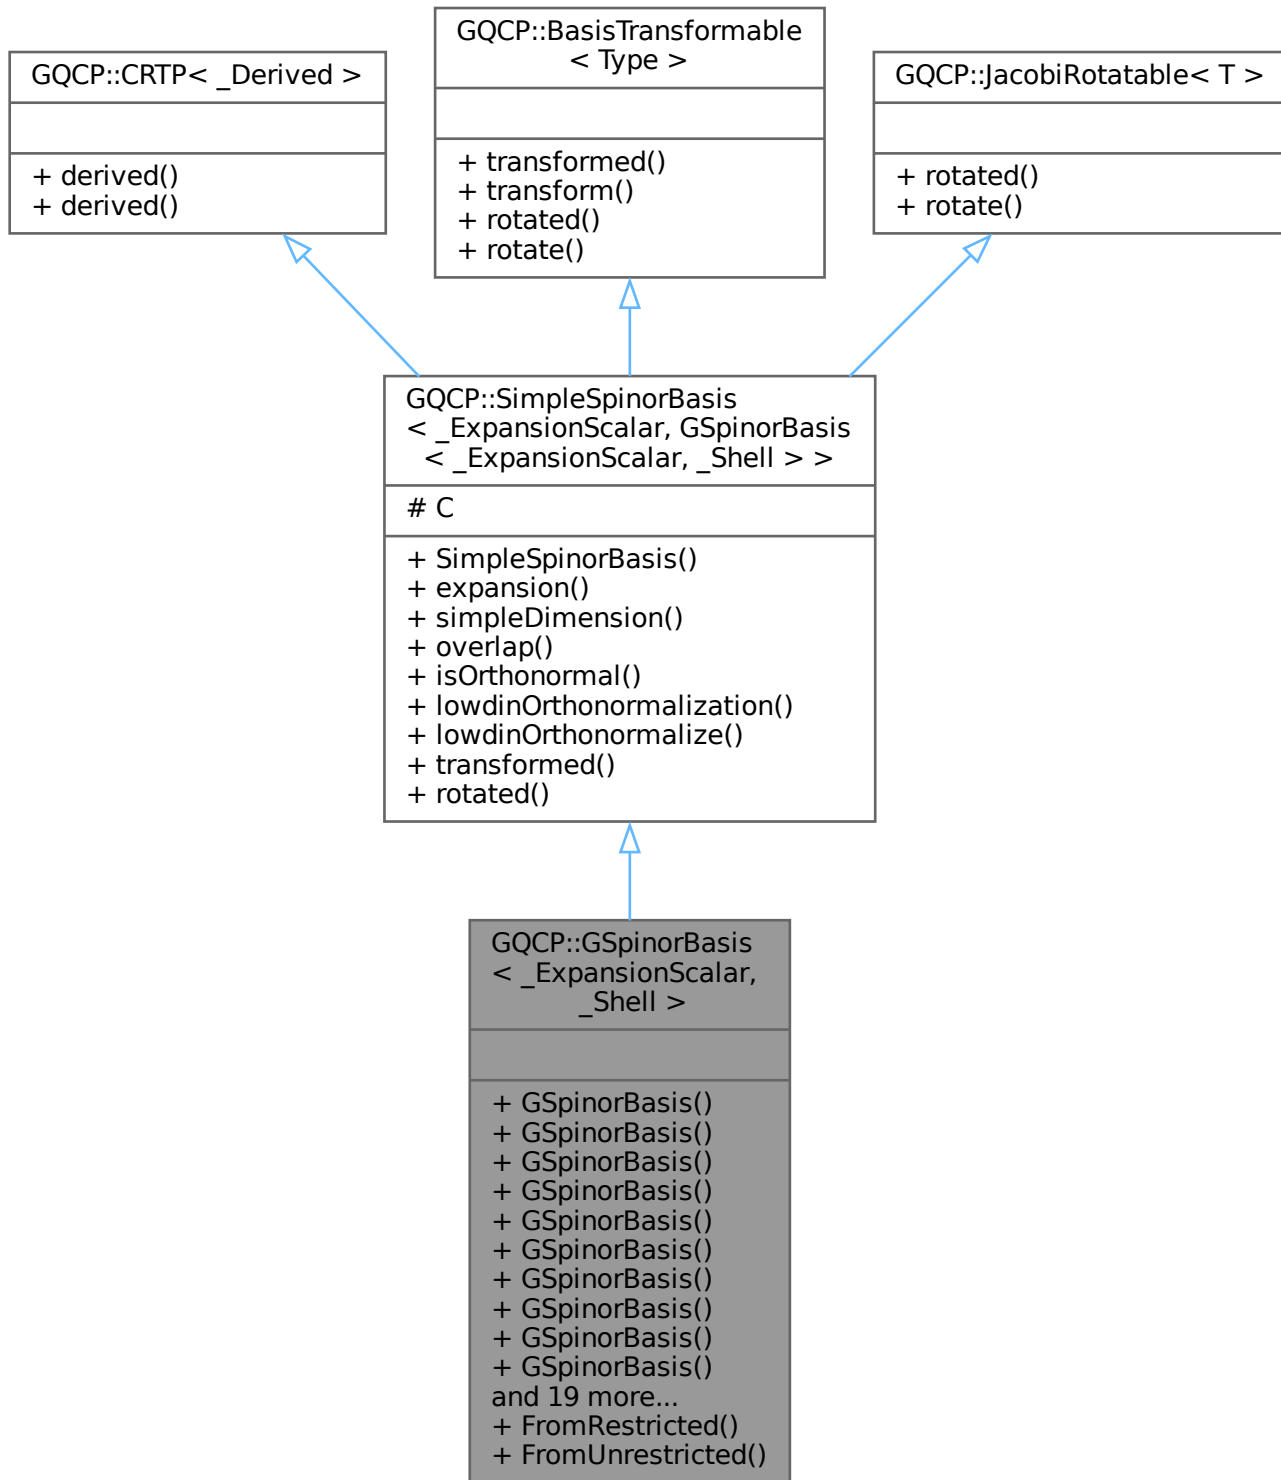 GQCP::CRTP< _Derived >
+ derived()
+ derived()
GQCP::BasisTransformable
< Type >
+ transformed()
+ transform()
+ rotated()
+ rotate()
GQCP::JacobiRotatable< T >
+ rotated()
+ rotate()
GQCP::SimpleSpinorBasis
< _ExpansionScalar, GSpinorBasis
< _ExpansionScalar, _Shell > >
# C
+ SimpleSpinorBasis()
+ expansion()
+ simpleDimension()
+ overlap()
+ isOrthonormal()
+ lowdinOrthonormalization()
+ lowdinOrthonormalize()
+ transformed()
+ rotated()
GQCP::GSpinorBasis
< _ExpansionScalar,
_Shell >
+ GSpinorBasis()
+ GSpinorBasis()
+ GSpinorBasis()
+ GSpinorBasis()
+ GSpinorBasis()
+ GSpinorBasis()
+ GSpinorBasis()
+ GSpinorBasis()
+ GSpinorBasis()
+ GSpinorBasis()
and 19 more...
+ FromRestricted()
+ FromUnrestricted()